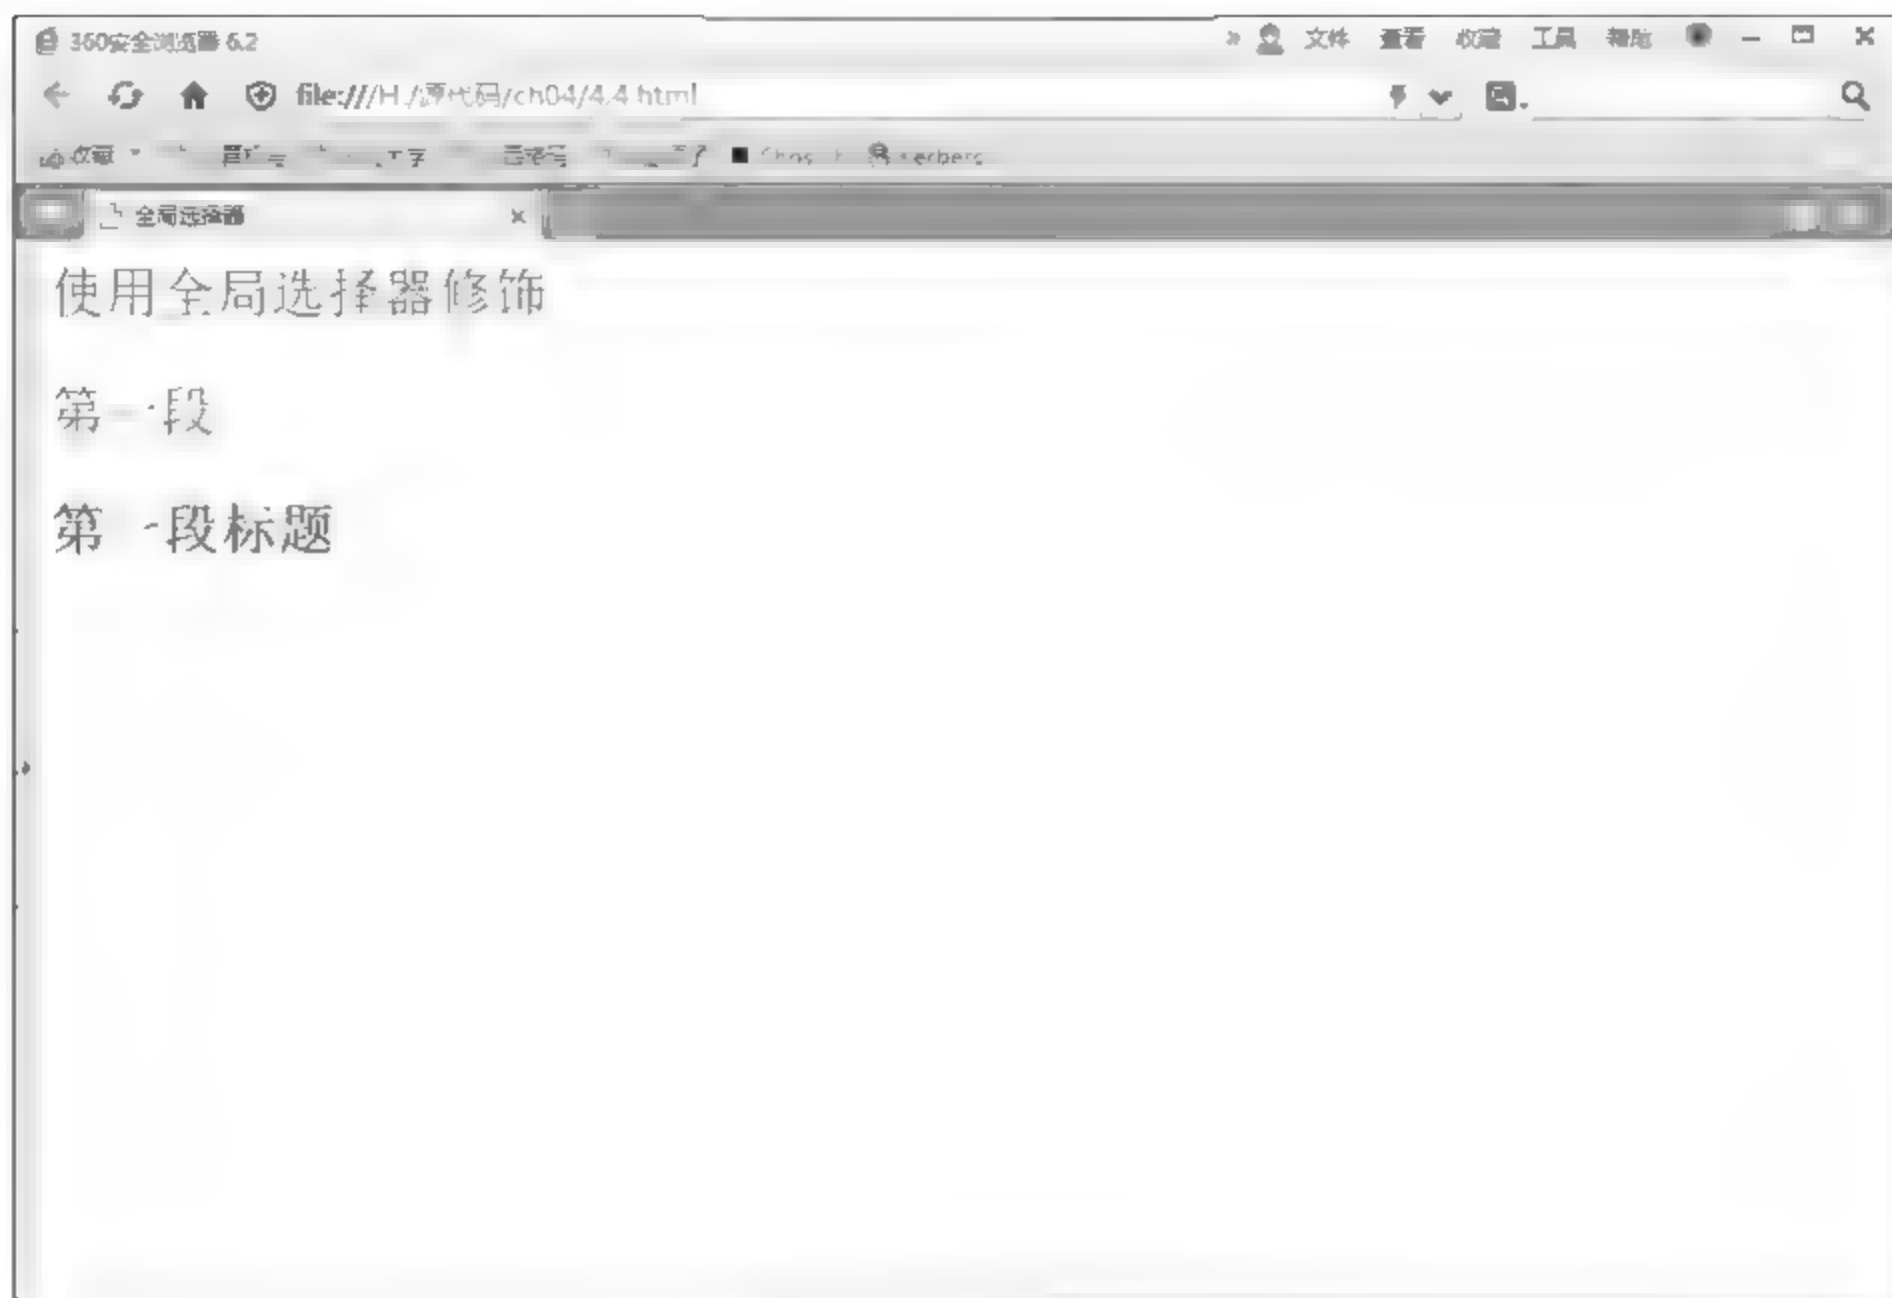 360安全浏览器 6.2
» 文件 查看 收藏 工具 帮助
file:///H:/源代码/ch04/4.4.html
收藏
全局选择器
使用全局选择器修饰
第一段
第一段标题